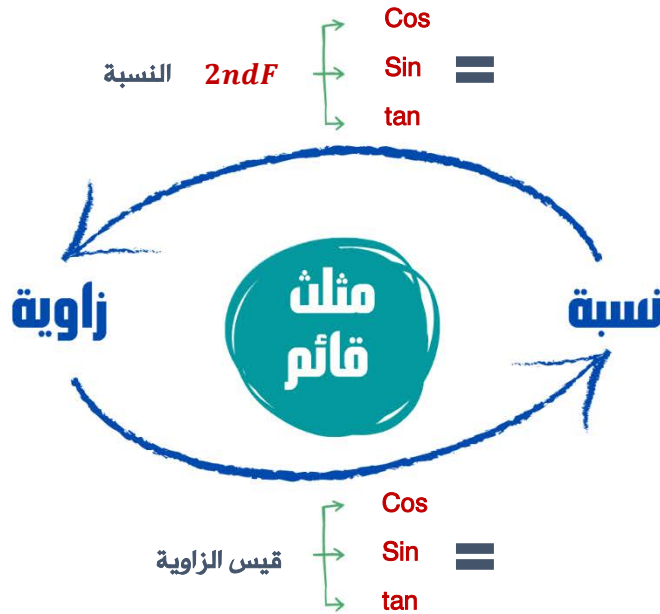 Cos
النسبة 2ndF Sin =
tan
مثلث
زاوية نسبة
قائم
Cos
قيس الزاوية Sin =
tan